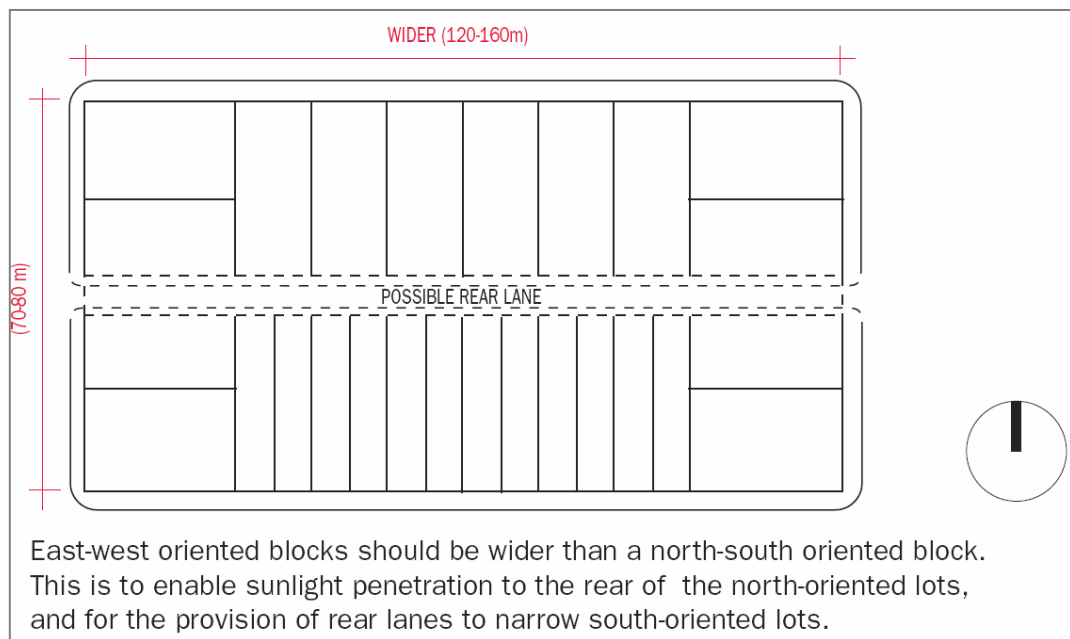 WIDER (120-160m)
(70-80 m)
POSSIBLE REAR LANE
East-west oriented blocks should be wider than a north-south oriented block.
This is to enable sunlight penetration to the rear of the north-oriented lots,
and for the provision of rear lanes to narrow south-oriented lots.